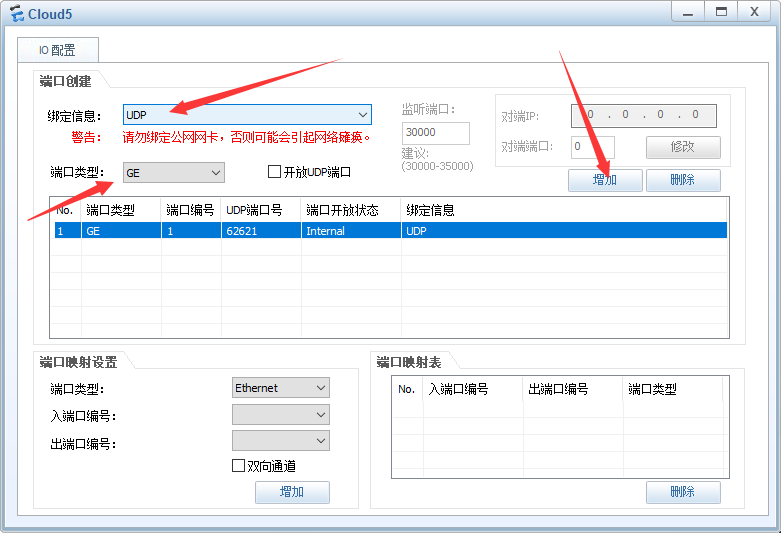 Cloud5
IO 配置
端口创建
绑定信息： UDP
警告： 请勿绑定公网网卡，否则可能会引起网络瘫痪。
监听端口：
30000
建议：
(30000-35000)
对端IP: 0 . 0 . 0 . 0
对端端口: 0 修改
端口类型： GE 开放UDP端口
增加 删除
No. 端口类型 端口编号 UDP端口号 端口开放状态 绑定信息
1 GE 1 62621 Internal UDP
端口映射设置
端口类型： Ethernet
入端口编号：
出端口编号：
双向通道
增加
端口映射表
No. 入端口编号 出端口编号 端口类型
删除